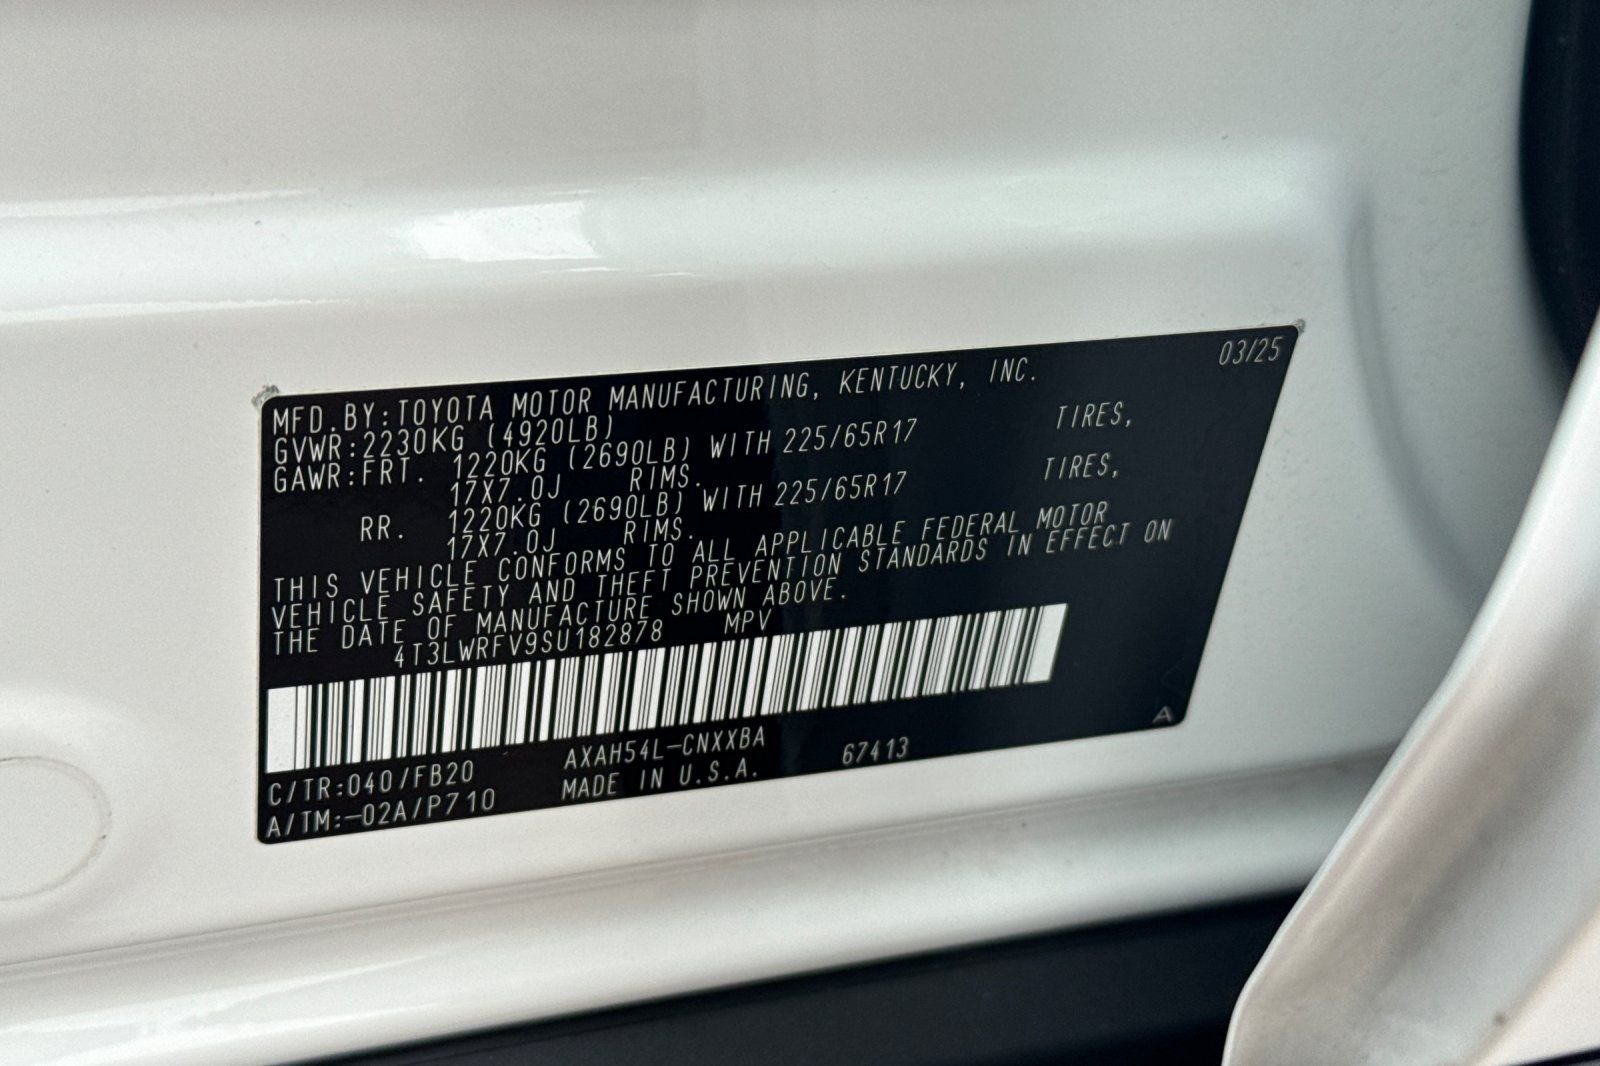 03/25
MFD.BY:TOYOTA MOTOR MANUFACTURING, KENTUCKY, INC.
GVWR:2230KG (4920LB)
GAWR:FRT. 1220KG (2690LB) WITH 225/65R17 TIRES,
17X7.0J RIMS.
RR. 1220KG (2690LB) WITH 225/65R17 TIRES,
17X7.0J RIMS.
THIS VEHICLE CONFORMS TO ALL APPLICABLE FEDERAL MOTOR
VEHICLE SAFETY AND THEFT PREVENTION STANDARDS IN EFFECT ON
THE DATE OF MANUFACTURE SHOWN ABOVE.
4T3LWRFV9SU182878 MPV
C/TR:040/FB20 AXAH54L-CNXXBA 67413 A
A/TM:-02A/P710 MADE IN U.S.A.